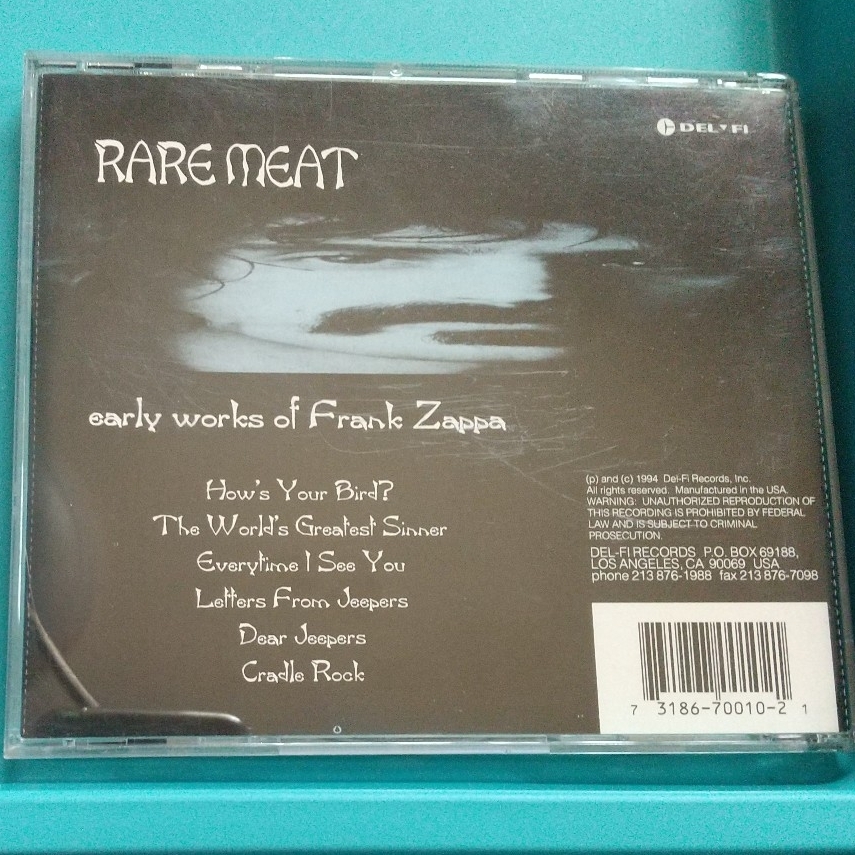 DEL♥FI
RARE MEAT
early works of Frank Zappa
How's Your Bird?
The World's Greatest Sinner
Everytime I See You
Letters From Jeepers
Dear Jeepers
Cradle Rock
(p) and (c) 1994 Del-Fi Records, Inc.
All rights reserved. Manufactured in the USA.
WARNING: UNAUTHORIZED REPRODUCTION OF
THIS RECORDING IS PROHIBITED BY FEDERAL
LAW AND IS SUBJECT TO CRIMINAL
PROSECUTION.
DEL-FI RECORDS P.O. BOX 69188,
LOS ANGELES, CA 90069 USA
phone 213 876-1988 fax 213 876-7098
7 3186-70010-2 1